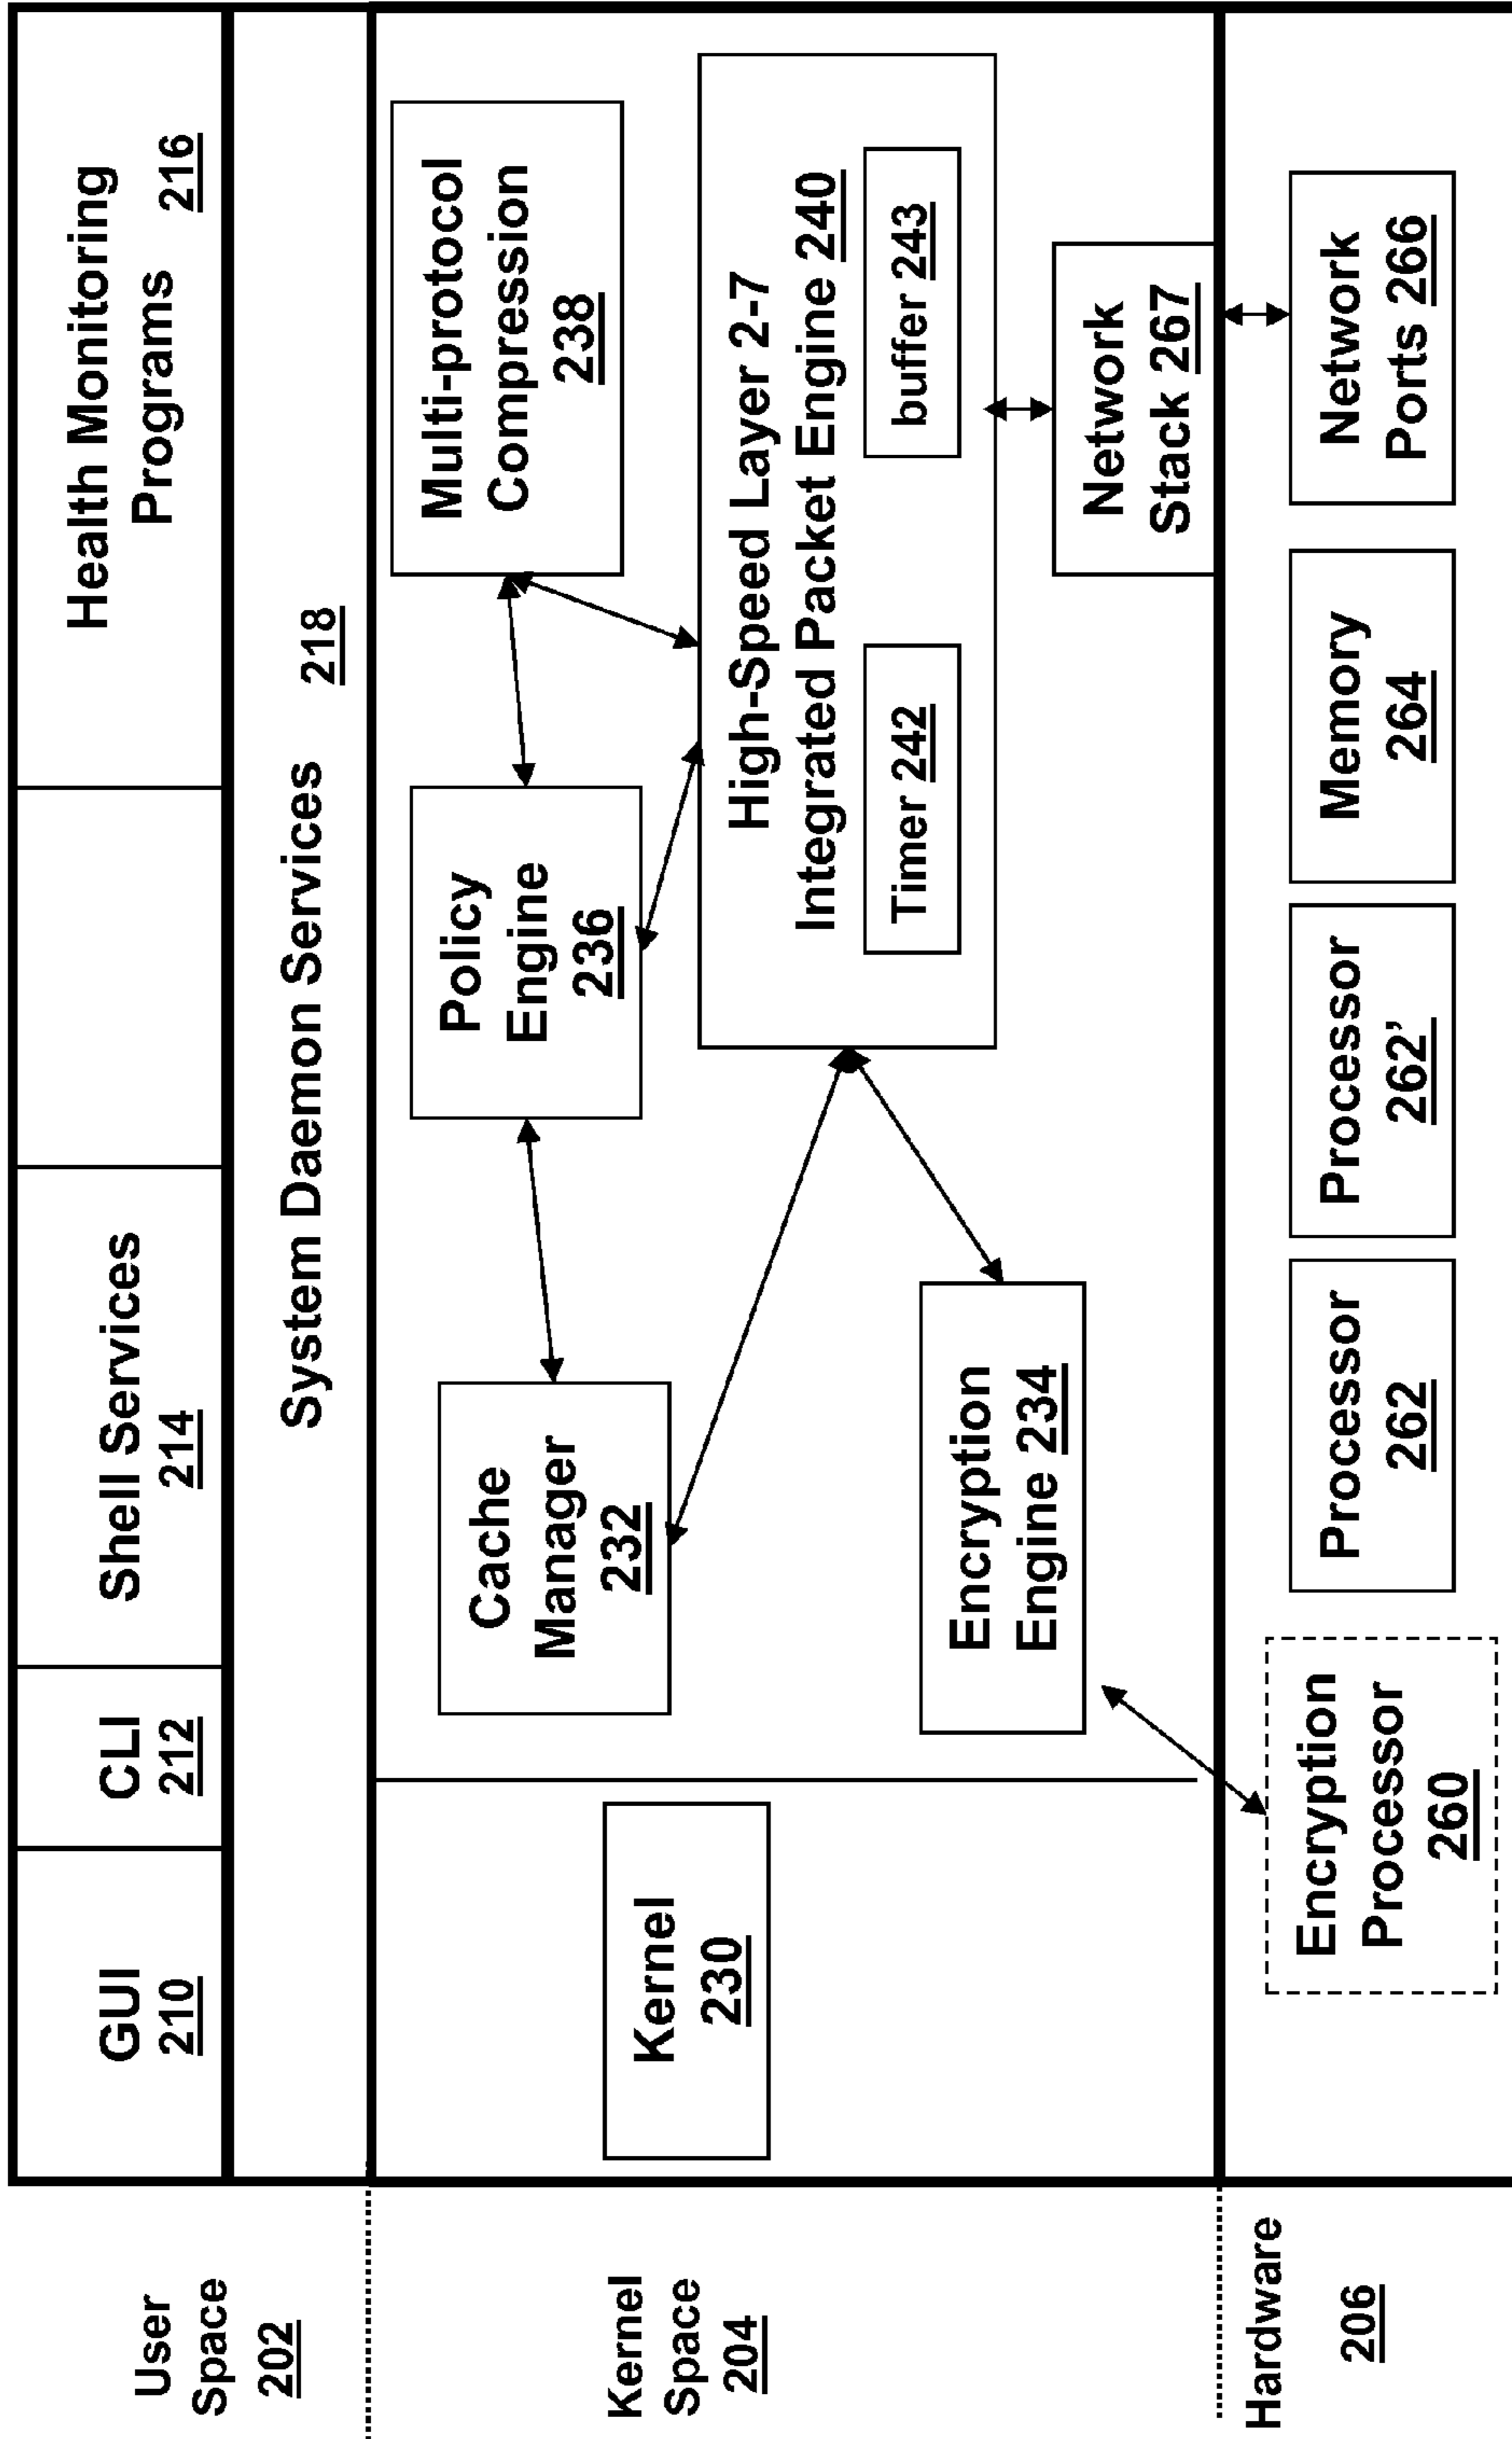 User
Space
202
GUI
210
CLI
212
Shell Services
214
Health Monitoring
Programs 216
System Daemon Services 218
Kernel
Space
204
Kernel
230
Cache
Manager
232
Policy
Engine
236
Multi-protocol
Compression
238
High-Speed Layer 2-7
Integrated Packet Engine 240
Timer 242
buffer 243
Encryption
Engine 234
Network
Stack 267
Hardware
206
Encryption
Processor
260
Processor
262
Processor
262’
Memory
264
Network
Ports 266